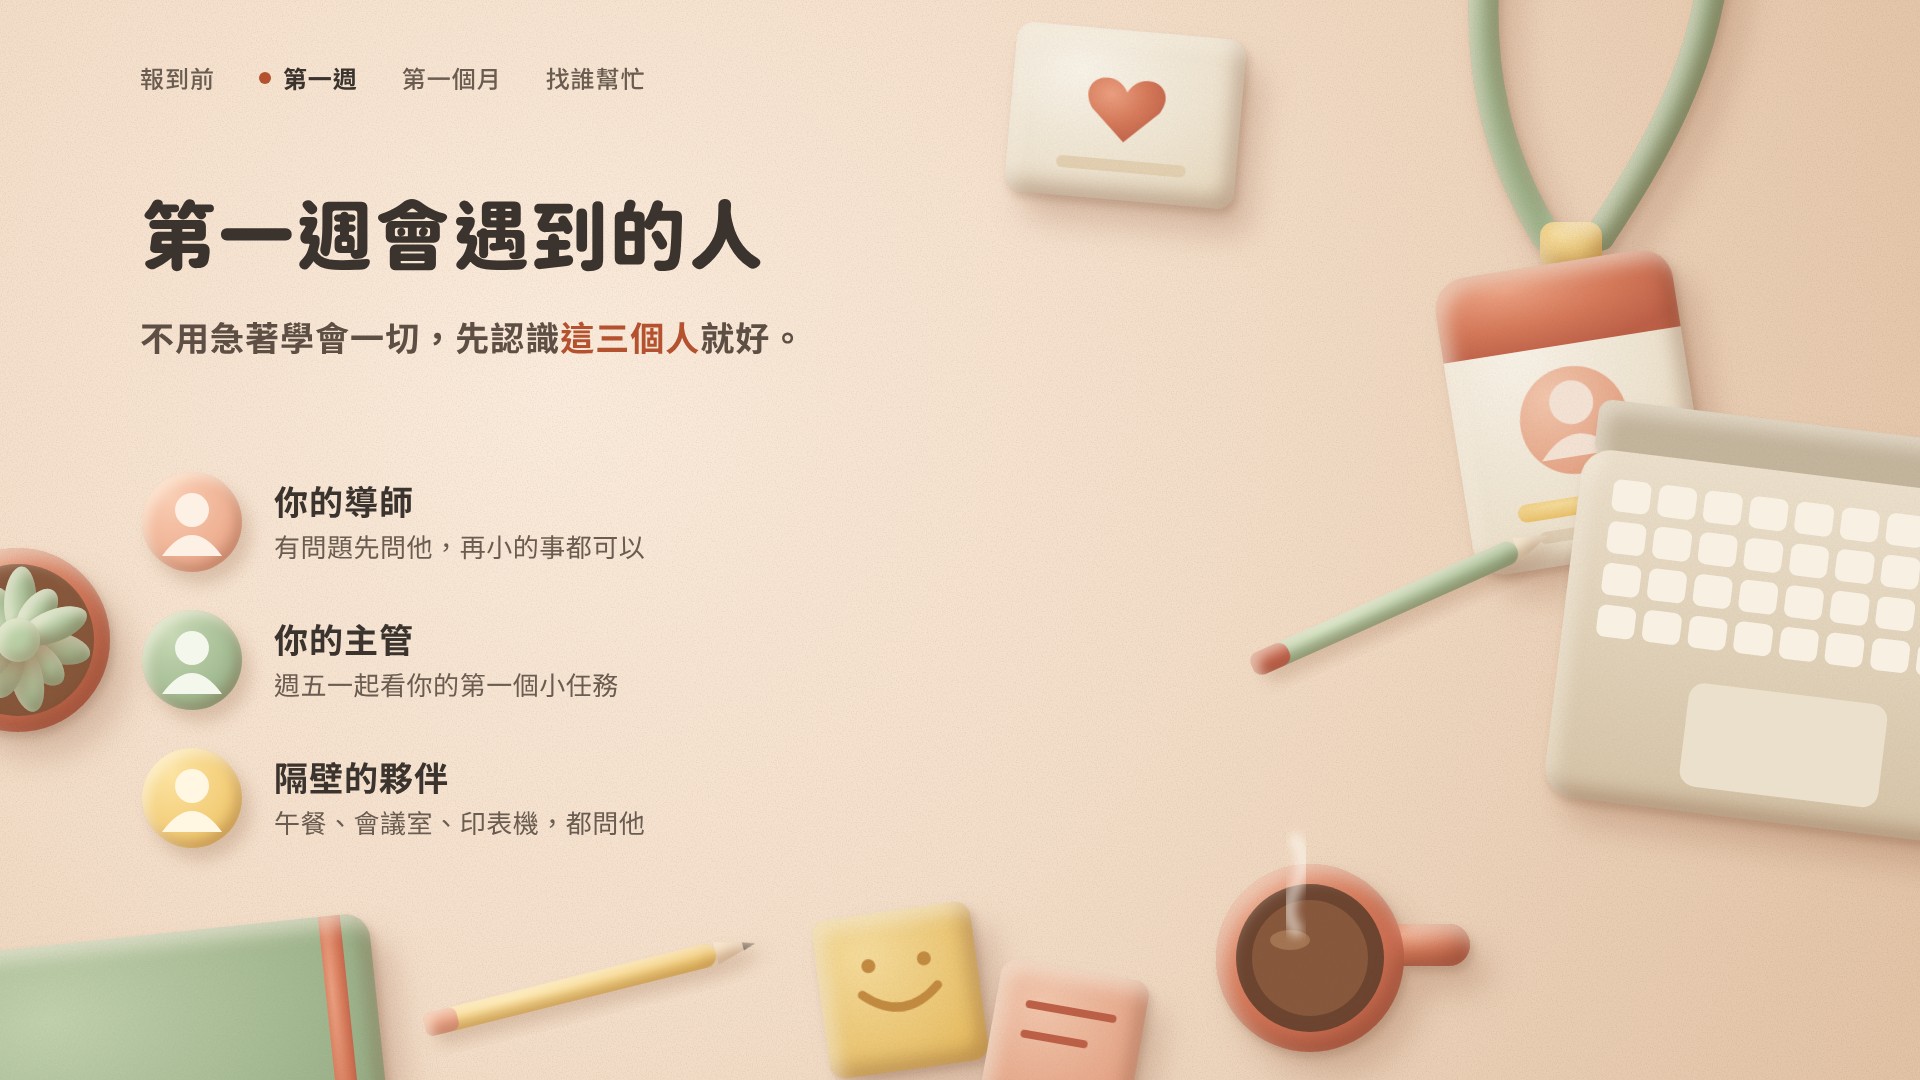 報到前 第一週 第一個月 找誰幫忙
第一週會遇到的人
不用急著學會一切，先認識這三個人就好。
你的導師
有問題先問他，再小的事都可以
你的主管
週五一起看你的第一個小任務
隔壁的夥伴
午餐、會議室、印表機，都問他